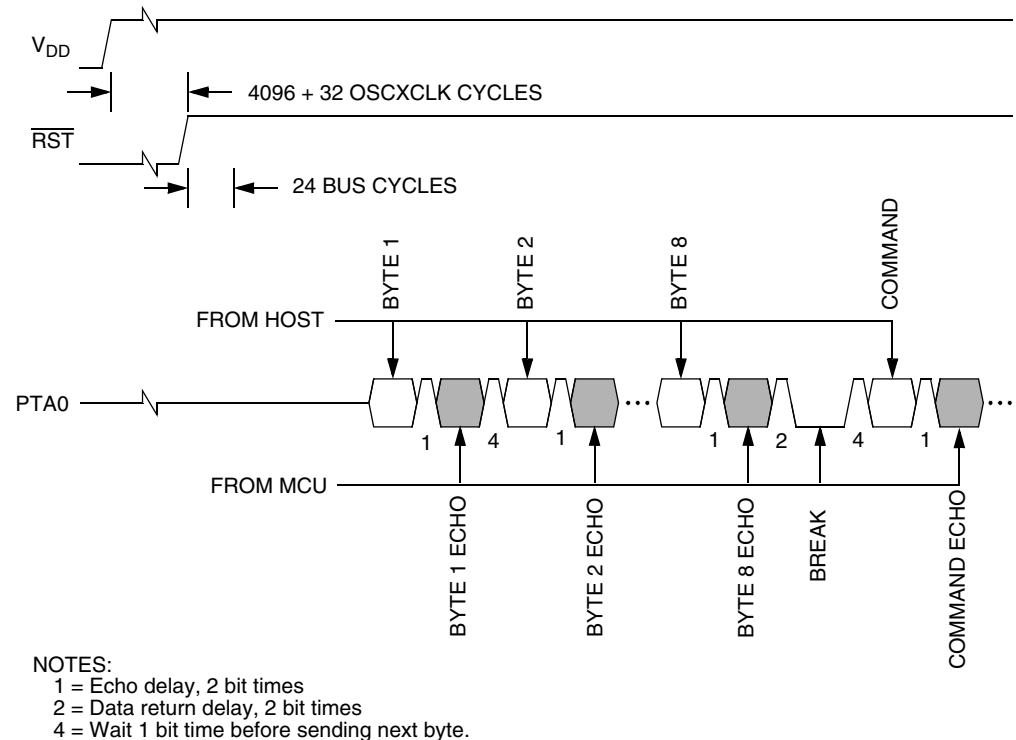 VDD
4096 + 32 OSCXCLK CYCLES
RST
24 BUS CYCLES
BYTE 1
BYTE 2
BYTE 8
COMMAND
FROM HOST
PTA0
1
4
1
1
2
4
1
FROM MCU
BYTE 1 ECHO
BYTE 2 ECHO
BYTE 8 ECHO
BREAK
COMMAND ECHO
NOTES:
1 = Echo delay, 2 bit times
2 = Data return delay, 2 bit times
4 = Wait 1 bit time before sending next byte.